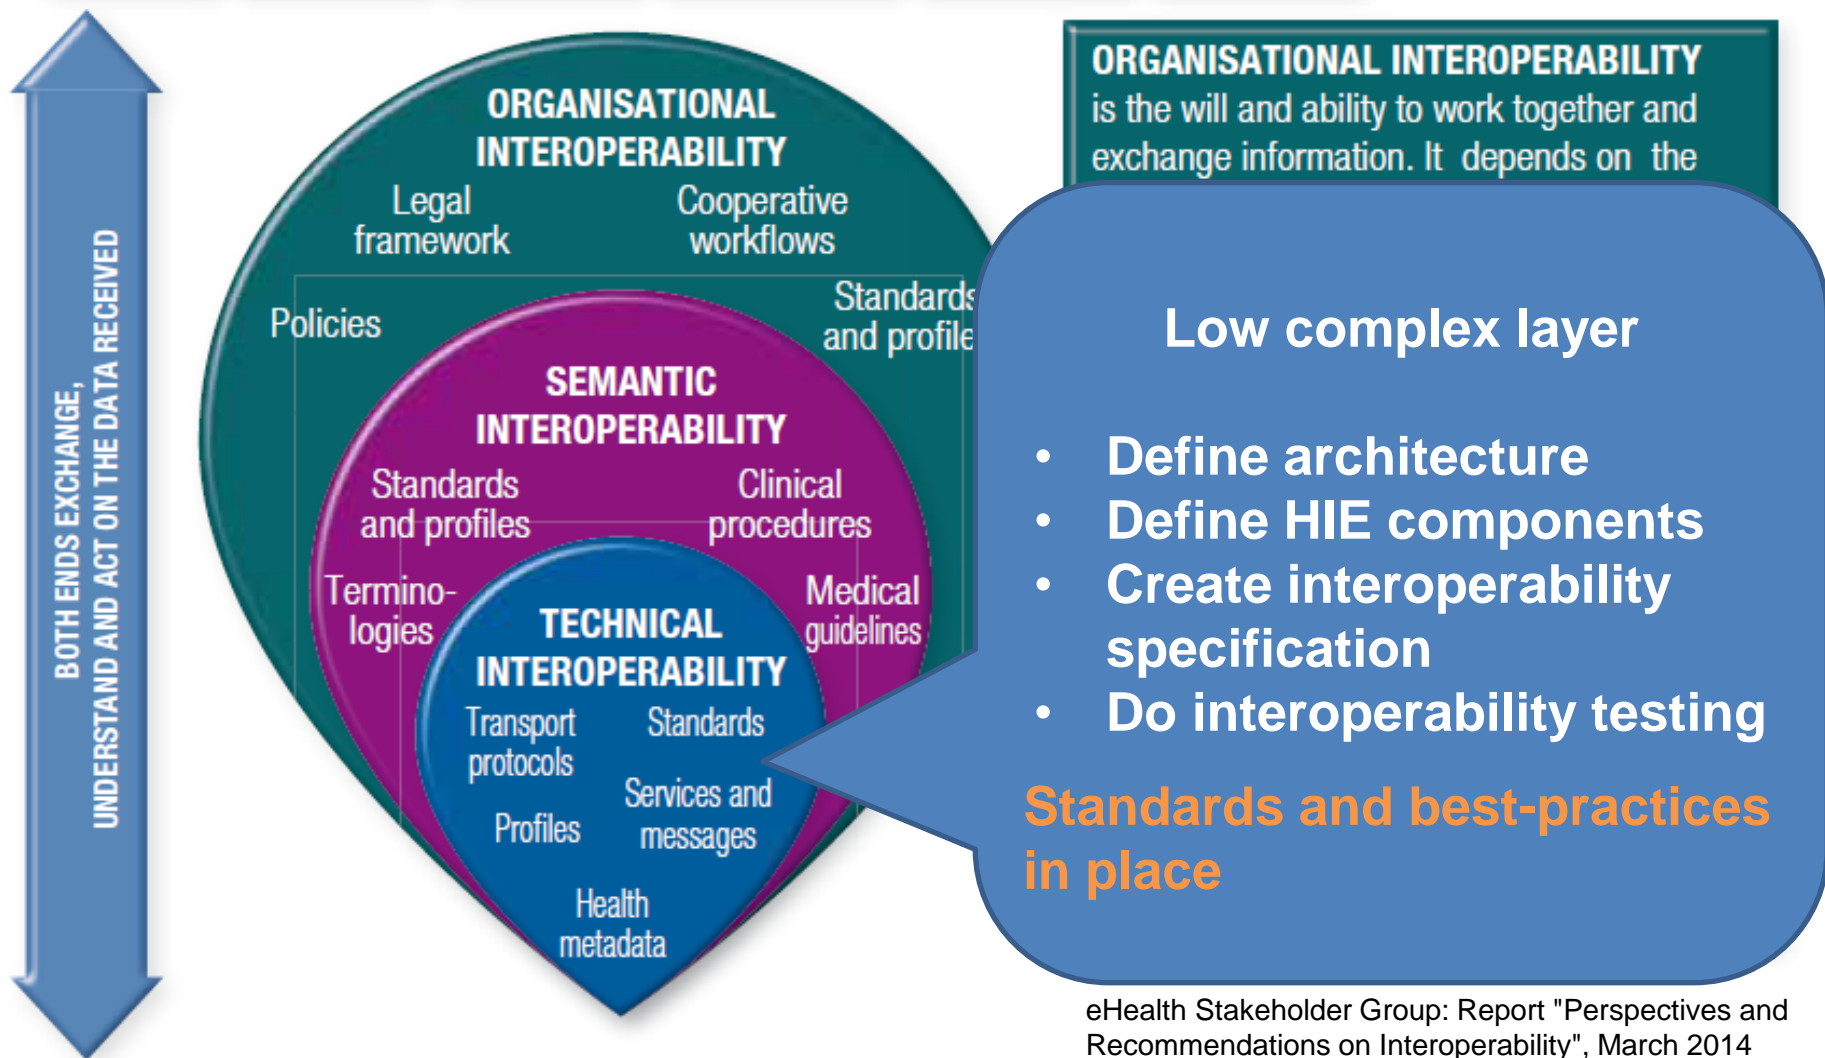 BOTH ENDS EXCHANGE,
UNDERSTAND AND ACT ON THE DATA RECEIVED
ORGANISATIONAL
INTEROPERABILITY
Legal
framework
Cooperative
workflows
Policies
Standards
and profile
SEMANTIC
INTEROPERABILITY
Standards
and profiles
Clinical
procedures
Termino-
logies
Medical
guidelines
TECHNICAL
INTEROPERABILITY
Transport
protocols
Standards
Profiles
Services and
messages
Health
metadata
ORGANISATIONAL INTEROPERABILITY
is the will and ability to work together and
exchange information. It depends on the
Low complex layer
• Define architecture
• Define HIE components
• Create interoperability
specification
• Do interoperability testing
Standards and best-practices
in place
eHealth Stakeholder Group: Report "Perspectives and
Recommendations on Interoperability", March 2014